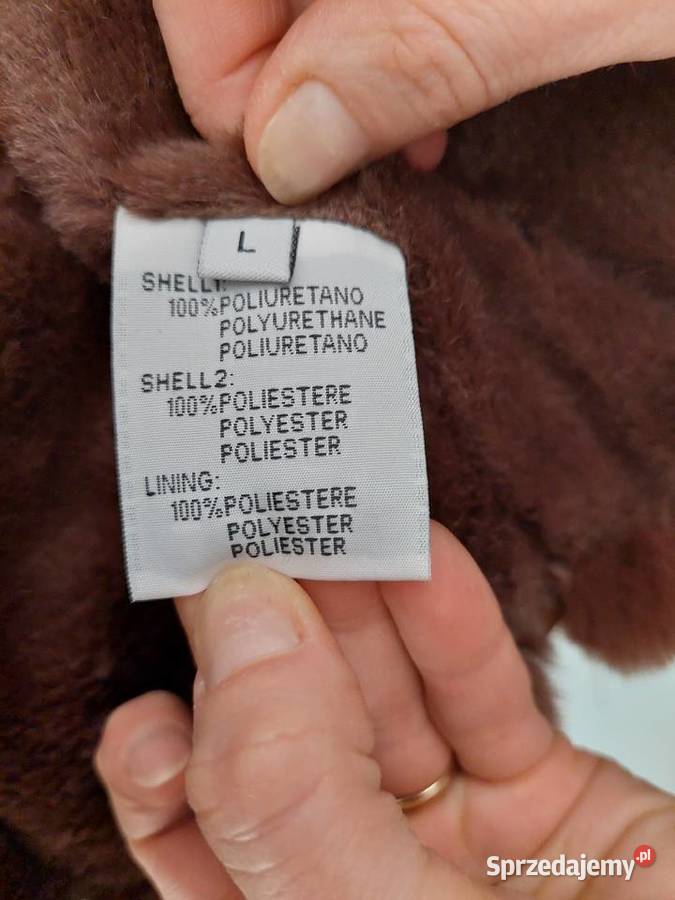 L
SHELL1:
100%POLIURETANO
POLYURETHANE
POLIURETANO
SHELL2:
100%POLIESTERE
POLYESTER
POLIESTER
LINING:
100%POLIESTERE
POLYESTER
POLIESTER
Sprzedajemy.pl